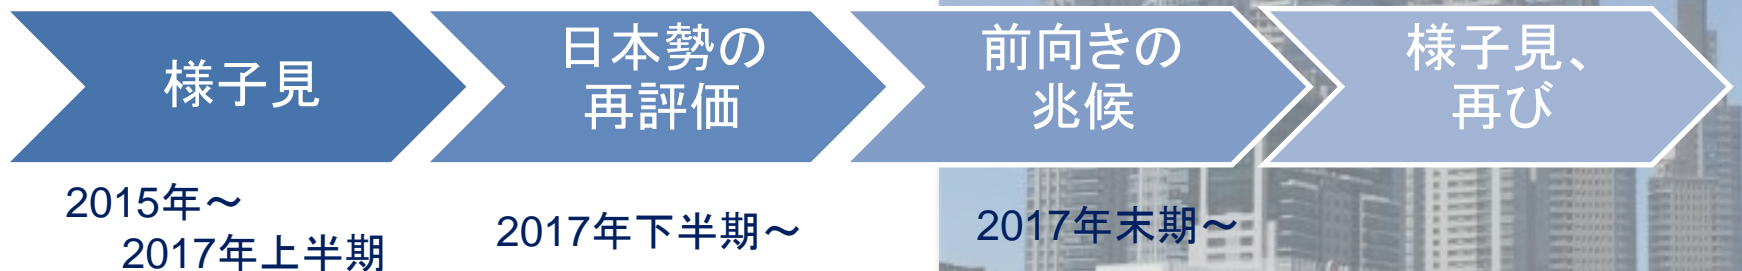 様子見
日本勢の
再評価
前向きの
兆候
様子見、
再び
2015年～
2017年上半期
2017年下半期～
2017年末期～